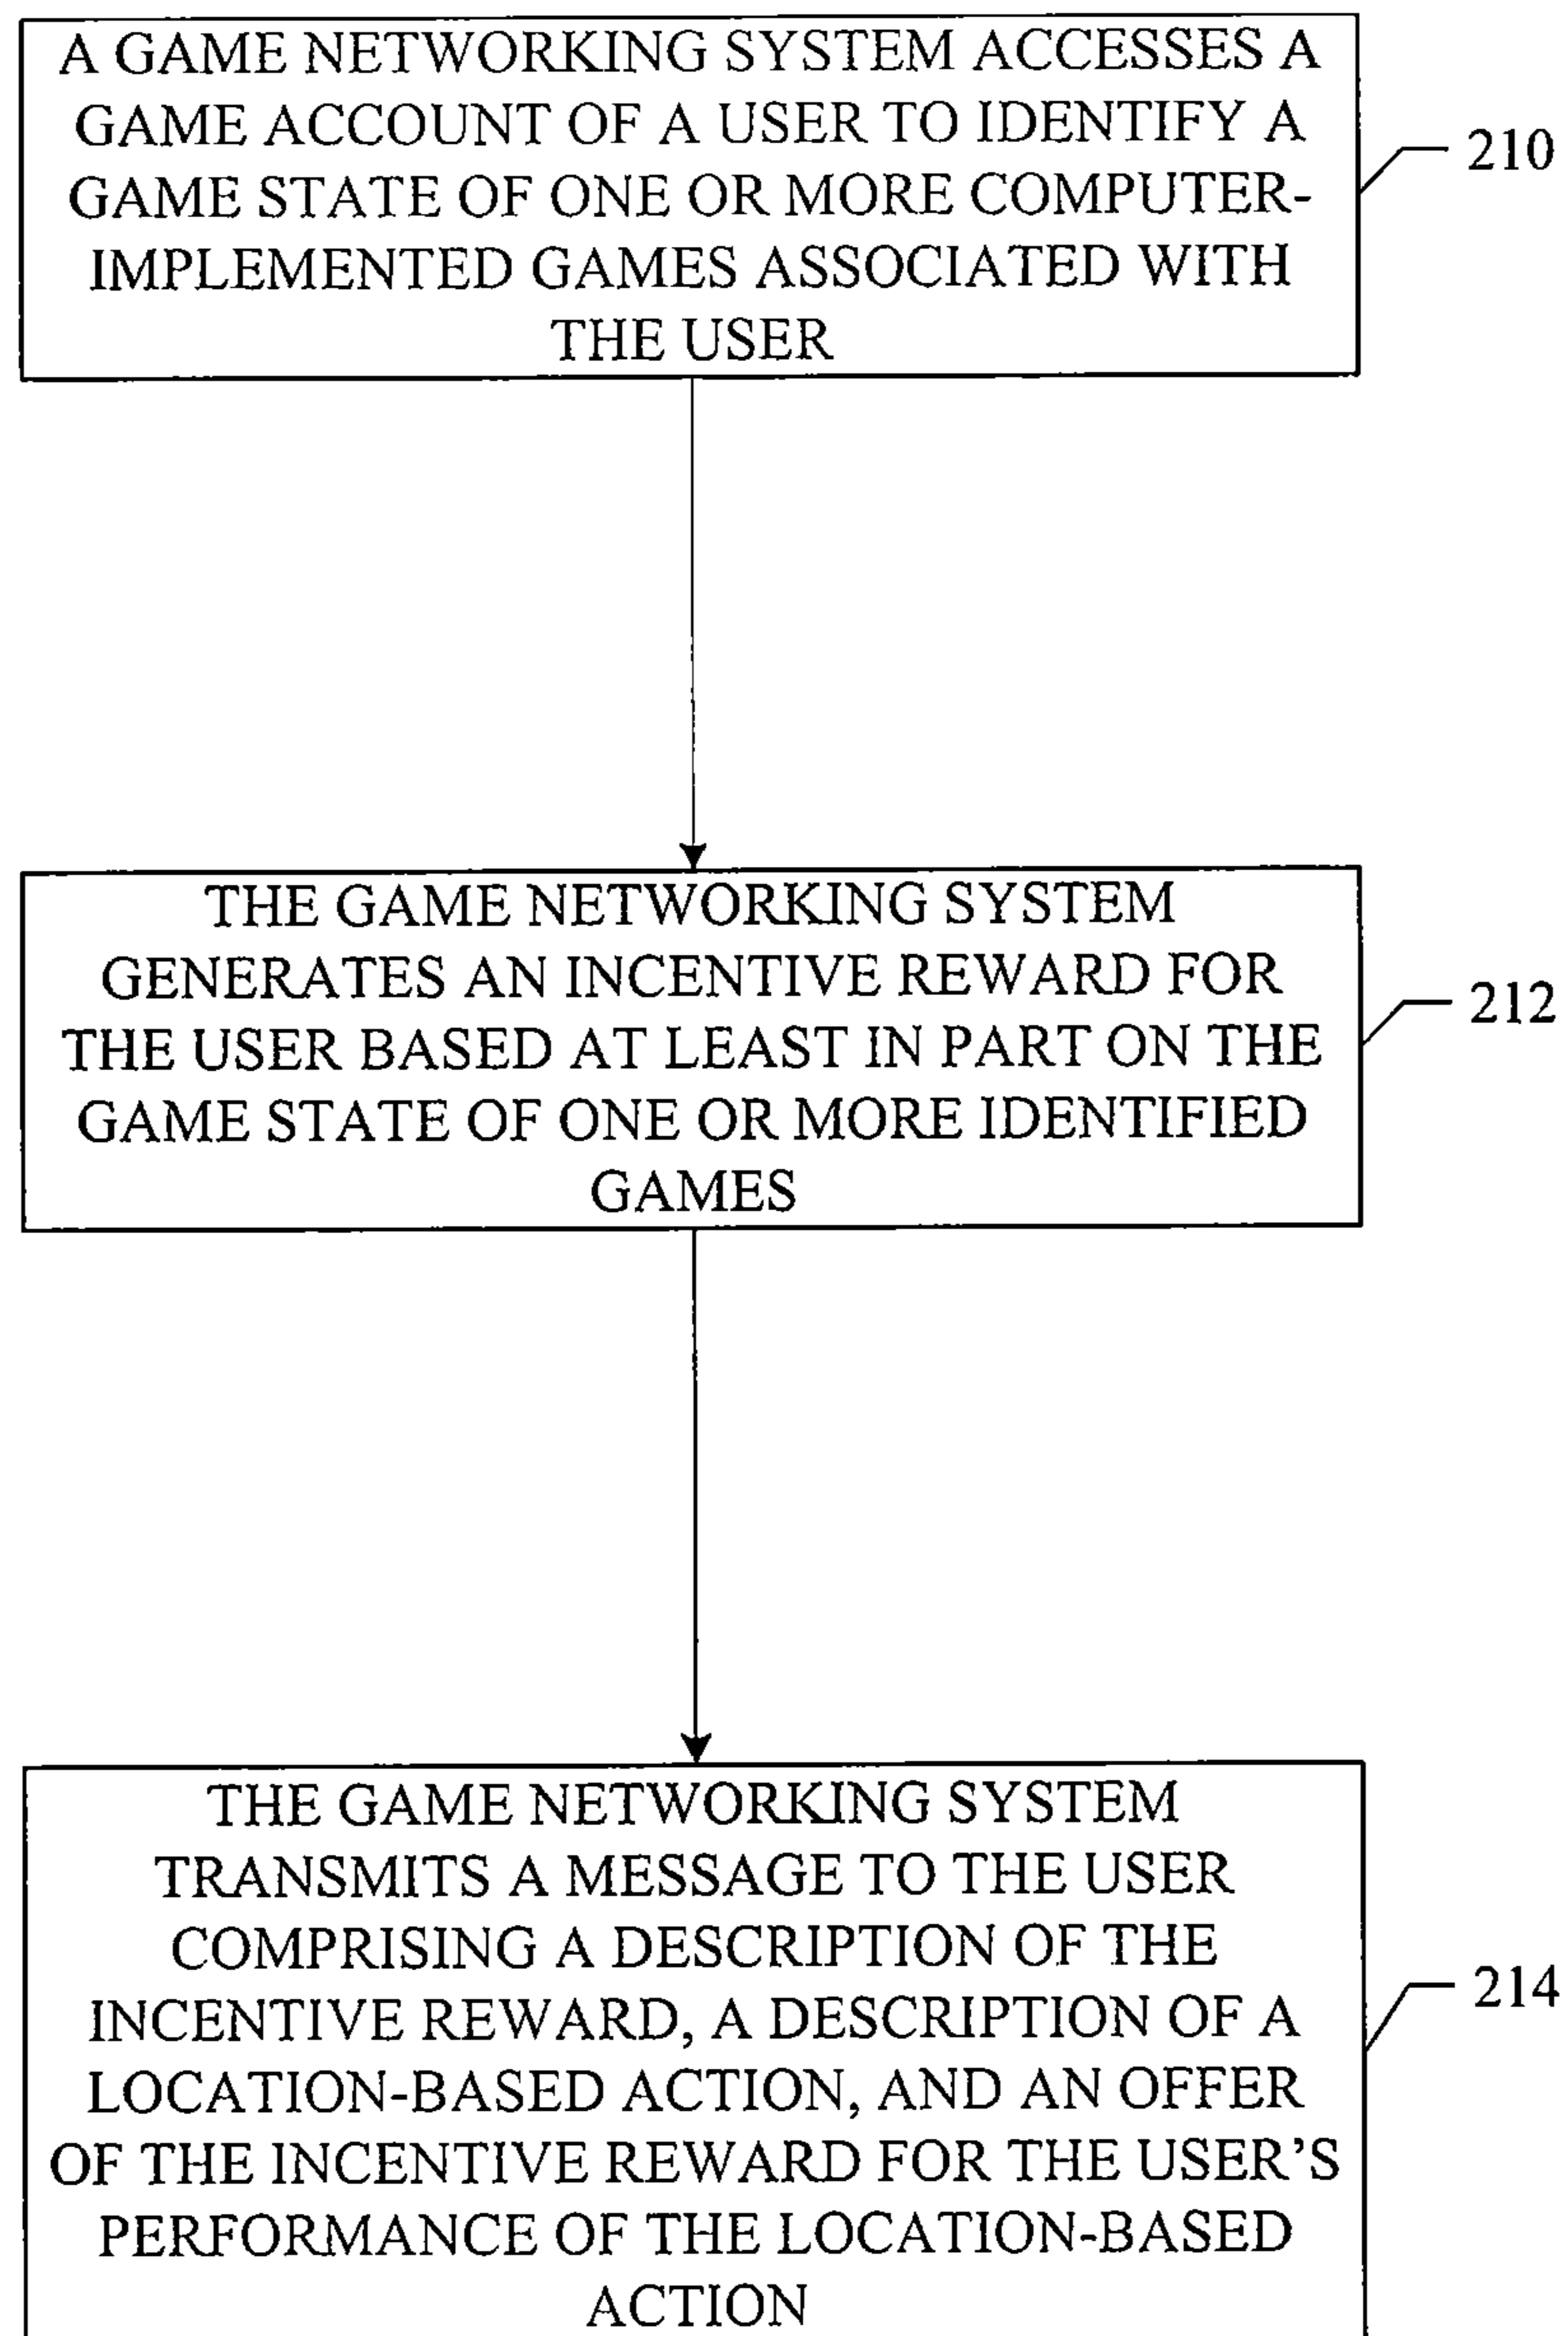 A GAME NETWORKING SYSTEM ACCESSES A
GAME ACCOUNT OF A USER TO IDENTIFY A
GAME STATE OF ONE OR MORE COMPUTER-
IMPLEMENTED GAMES ASSOCIATED WITH
THE USER
210
THE GAME NETWORKING SYSTEM
GENERATES AN INCENTIVE REWARD FOR
THE USER BASED AT LEAST IN PART ON THE
GAME STATE OF ONE OR MORE IDENTIFIED
GAMES
212
THE GAME NETWORKING SYSTEM
TRANSMITS A MESSAGE TO THE USER
COMPRISING A DESCRIPTION OF THE
INCENTIVE REWARD, A DESCRIPTION OF A
LOCATION-BASED ACTION, AND AN OFFER
OF THE INCENTIVE REWARD FOR THE USER'S
PERFORMANCE OF THE LOCATION-BASED
ACTION
214